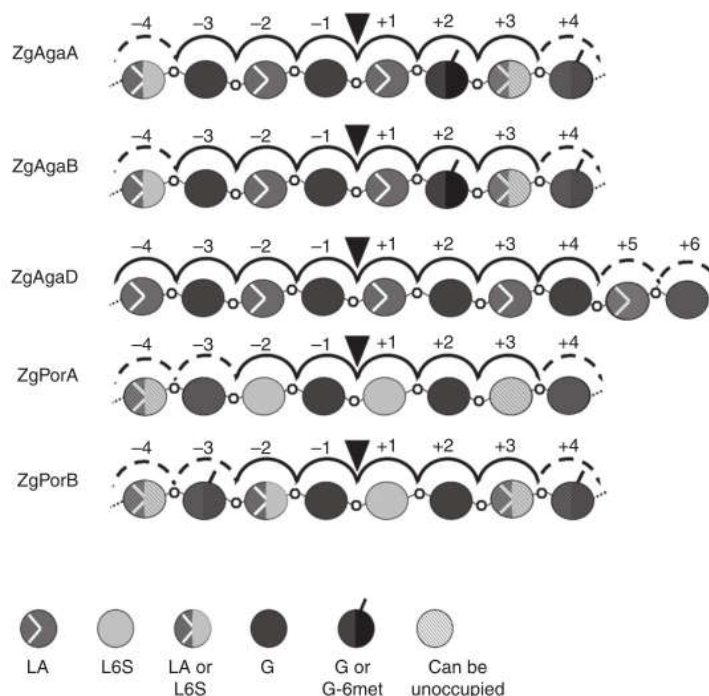 −4 −3 −2 −1 +1 +2 +3 +4
ZgAgaA
−4 −3 −2 −1 +1 +2 +3 +4
ZgAgaB
−4 −3 −2 −1 +1 +2 +3 +4 +5 +6
ZgAgaD
−4 −3 −2 −1 +1 +2 +3 +4
ZgPorA
−4 −3 −2 −1 +1 +2 +3 +4
ZgPorB
LA
L6S
LA or
L6S
G
G or
G-6met
Can be
unoccupied